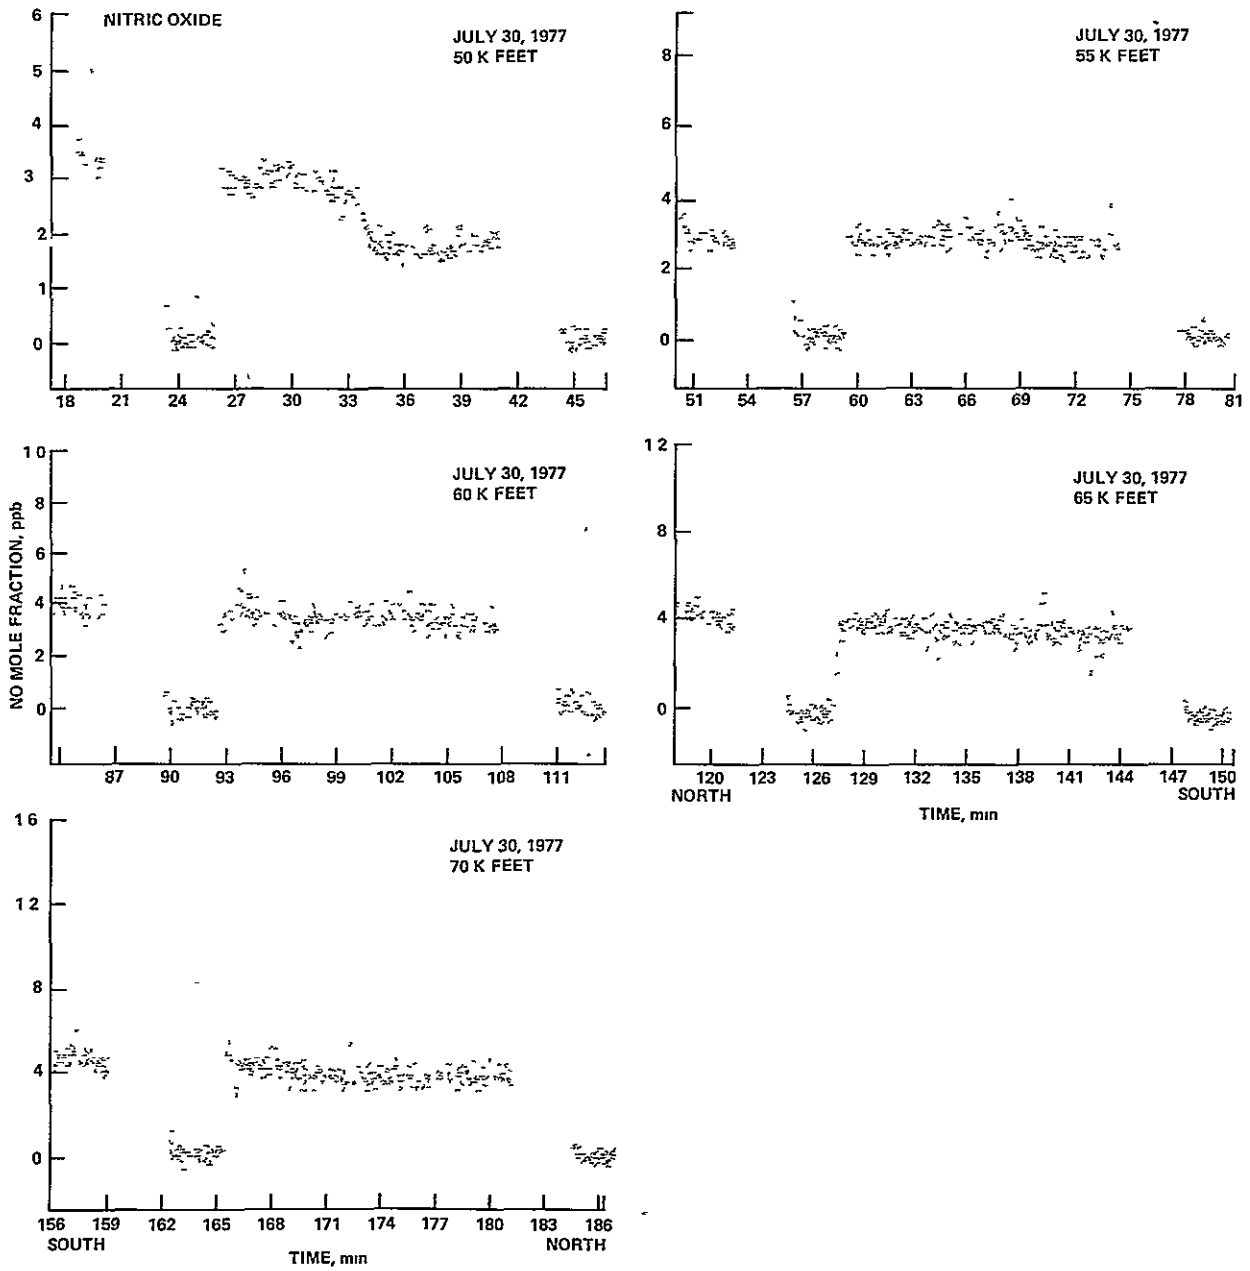 NITRIC OXIDE
JULY 30, 1977
50 K FEET
6
5
4
3
2
1
0
18 21 24 27 30 33 36 39 42 45
JULY 30, 1977
55 K FEET
8
6
4
2
0
51 54 57 60 63 66 69 72 75 78 81
NO MOLE FRACTION, ppb
JULY 30, 1977
60 K FEET
10
8
6
4
2
0
87 90 93 96 99 102 105 108 111
JULY 30, 1977
65 K FEET
12
8
4
0
120 123 126 129 132 135 138 141 144 147 150
NORTH SOUTH
TIME, min
JULY 30, 1977
70 K FEET
16
12
8
4
0
156 159 162 165 168 171 174 177 180 183 186
SOUTH NORTH
TIME, min